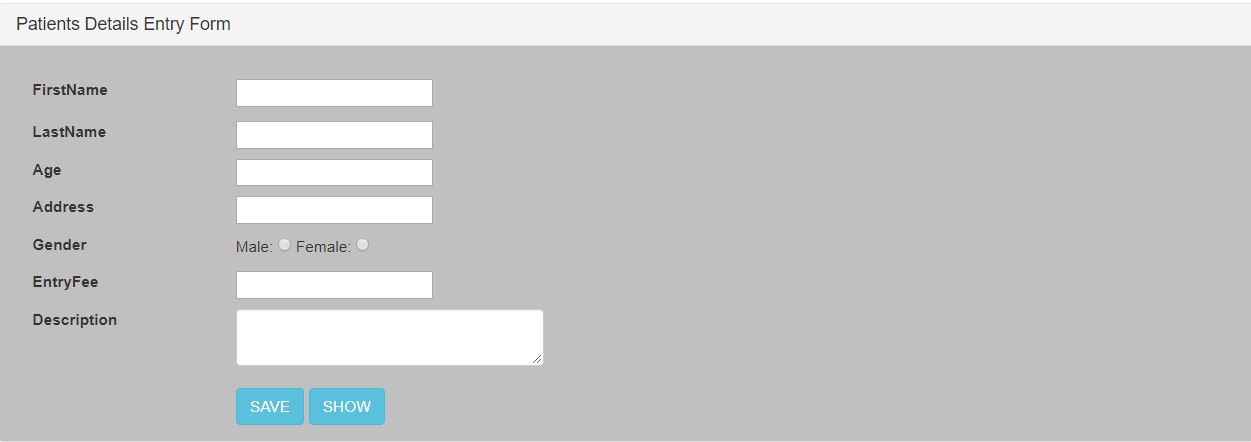 Patients Details Entry Form
FirstName
LastName
Age
Address
Gender Male: Female:
EntryFee
Description
SAVE SHOW